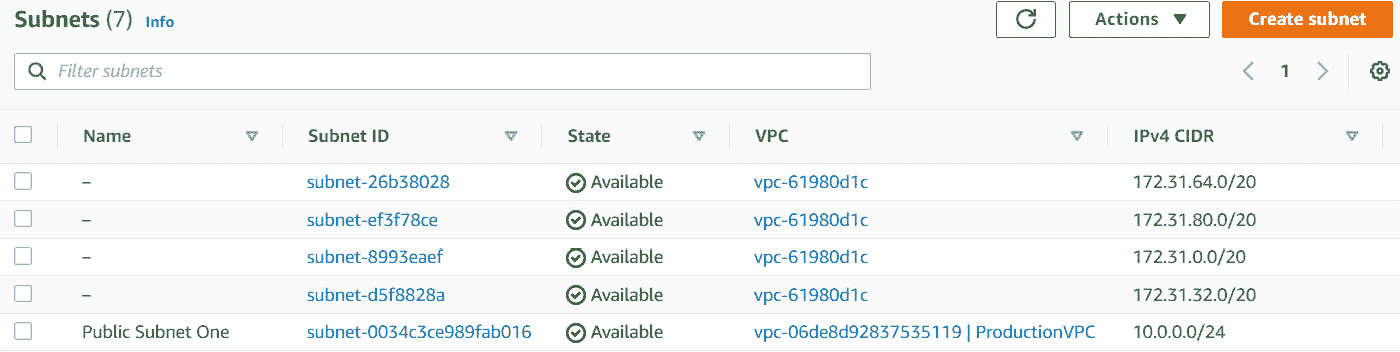 Subnets (7) Info
Actions
Create subnet
Filter subnets
1
Name Subnet ID State VPC IPv4 CIDR
– subnet-26b38028 Available vpc-61980d1c 172.31.64.0/20
– subnet-ef3f78ce Available vpc-61980d1c 172.31.80.0/20
– subnet-8993eaef Available vpc-61980d1c 172.31.0.0/20
– subnet-d5f8828a Available vpc-61980d1c 172.31.32.0/20
Public Subnet One subnet-0034c3ce989fab016 Available vpc-06de8d92837535119 | ProductionVPC 10.0.0.0/24